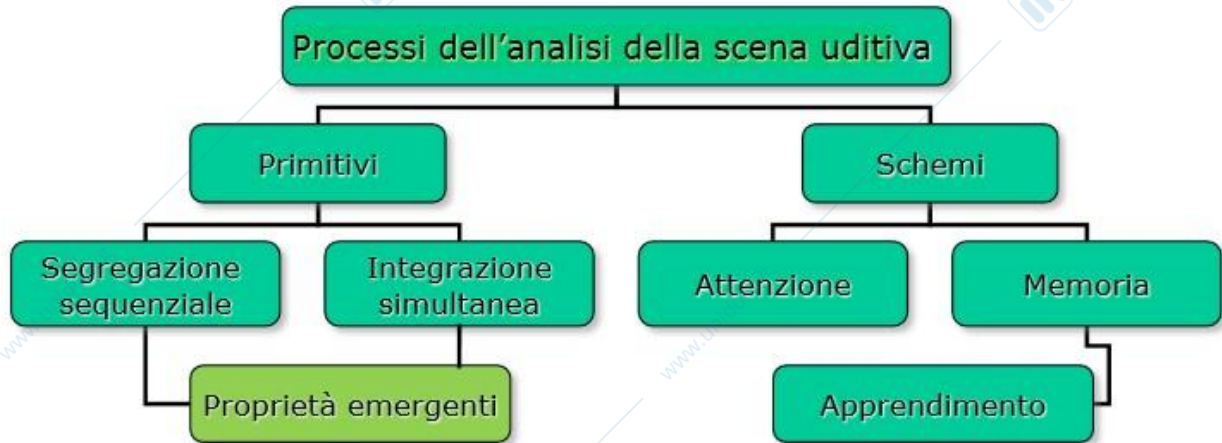 Processi dell'analisi della scena uditiva
Primitivi
Schemi
Segregazione
sequenziale
Integrazione
simultanea
Attenzione
Memoria
Proprietà emergenti
Apprendimento